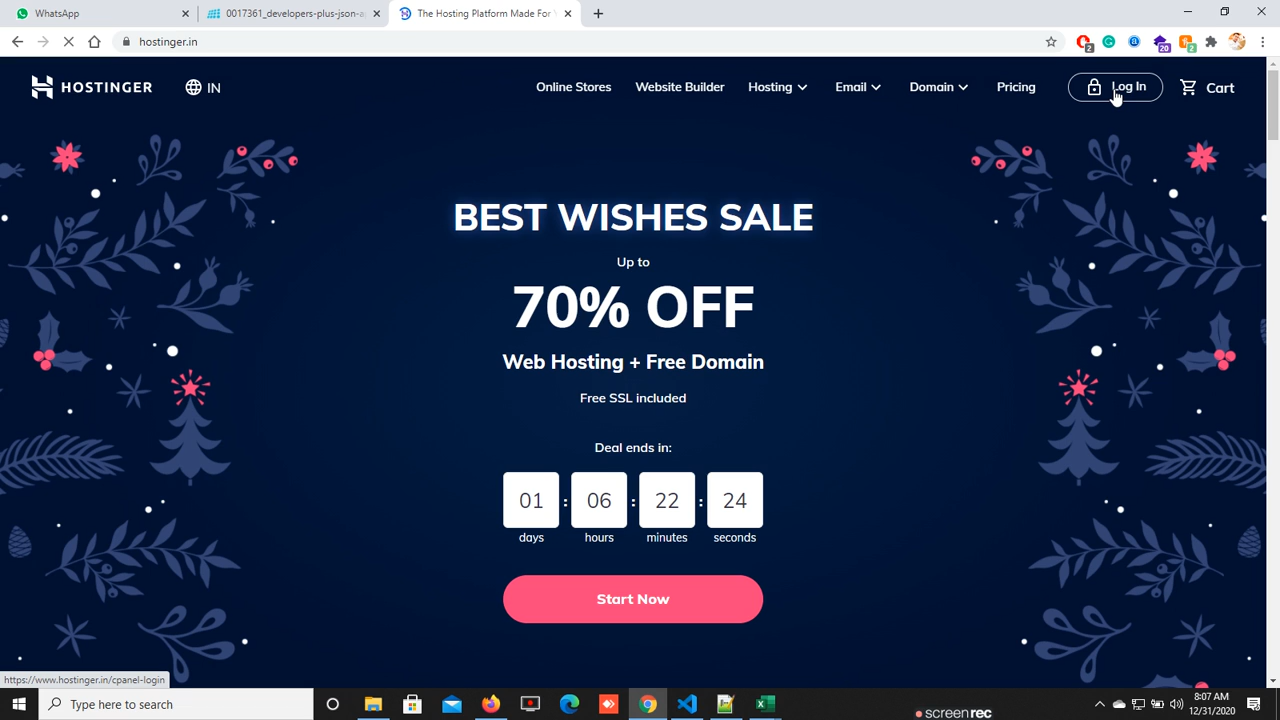 WhatsApp
0017361_developers-plus-json-a
The Hosting Platform Made For
hostinger.in
2
20
2
HOSTINGER
IN
Online Stores
Website Builder
Hosting
Email
Domain
Pricing
Log In
Cart
BEST WISHES SALE
Up to
70% OFF
Web Hosting + Free Domain
Free SSL included
Deal ends in:
01 : 06 : 22 : 24
days hours minutes seconds
Start Now
https://www.hostinger.in/cpanel-login
Type here to search
8:07 AM
12/31/2020
screenrec